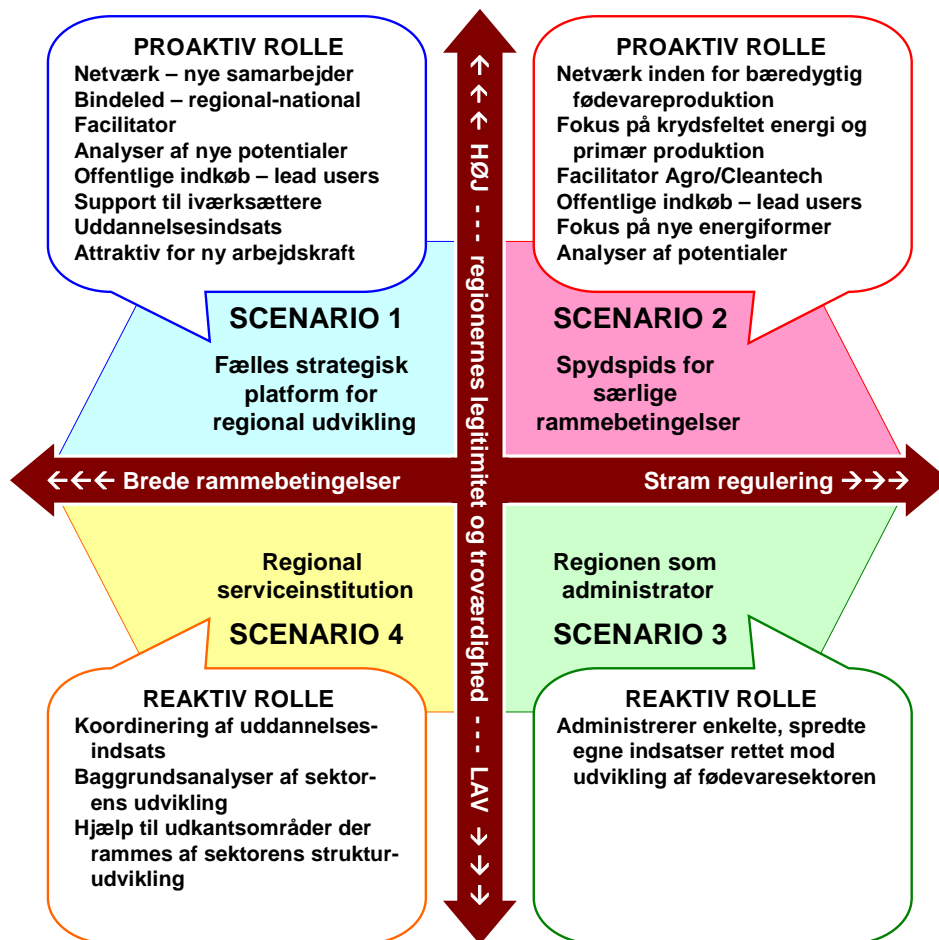 PROAKTIV ROLLE
Netværk – nye samarbejder
Bindeled – regional-national
Facilitator
Analyser af nye potentialer
Offentlige indkøb – lead users
Support til iværksættere
Uddannelsesindsats
Attraktiv for ny arbejdskraft
PROAKTIV ROLLE
Netværk inden for bæredygtig
fødevareproduktion
Fokus på krydsfeltet energi og
primær produktion
Facilitator Agro/Cleantech
Offentlige indkøb – lead users
Fokus på nye energiformer
Analyser af potentialer
SCENARIO 1
Fælles strategisk
platform for
regional udvikling
SCENARIO 2
Spydspids for
særlige
rammebetingelser
←←← HØJ - - - regionernes legitimitet og troværdighed - - - LAV →→→
←←← Brede rammebetingelser
Stram regulering →→→
Regional
serviceinstitution
SCENARIO 4
Regionen som
administrator
SCENARIO 3
REAKTIV ROLLE
Koordinering af uddannelses-
indsats
Baggrundsanalyser af sektor-
ens udvikling
Hjælp til udkantsområder der
rammes af sektorens struktur-
udvikling
REAKTIV ROLLE
Administrerer enkelte, spredte
egne indsatser rettet mod
udvikling af fødevaresektoren